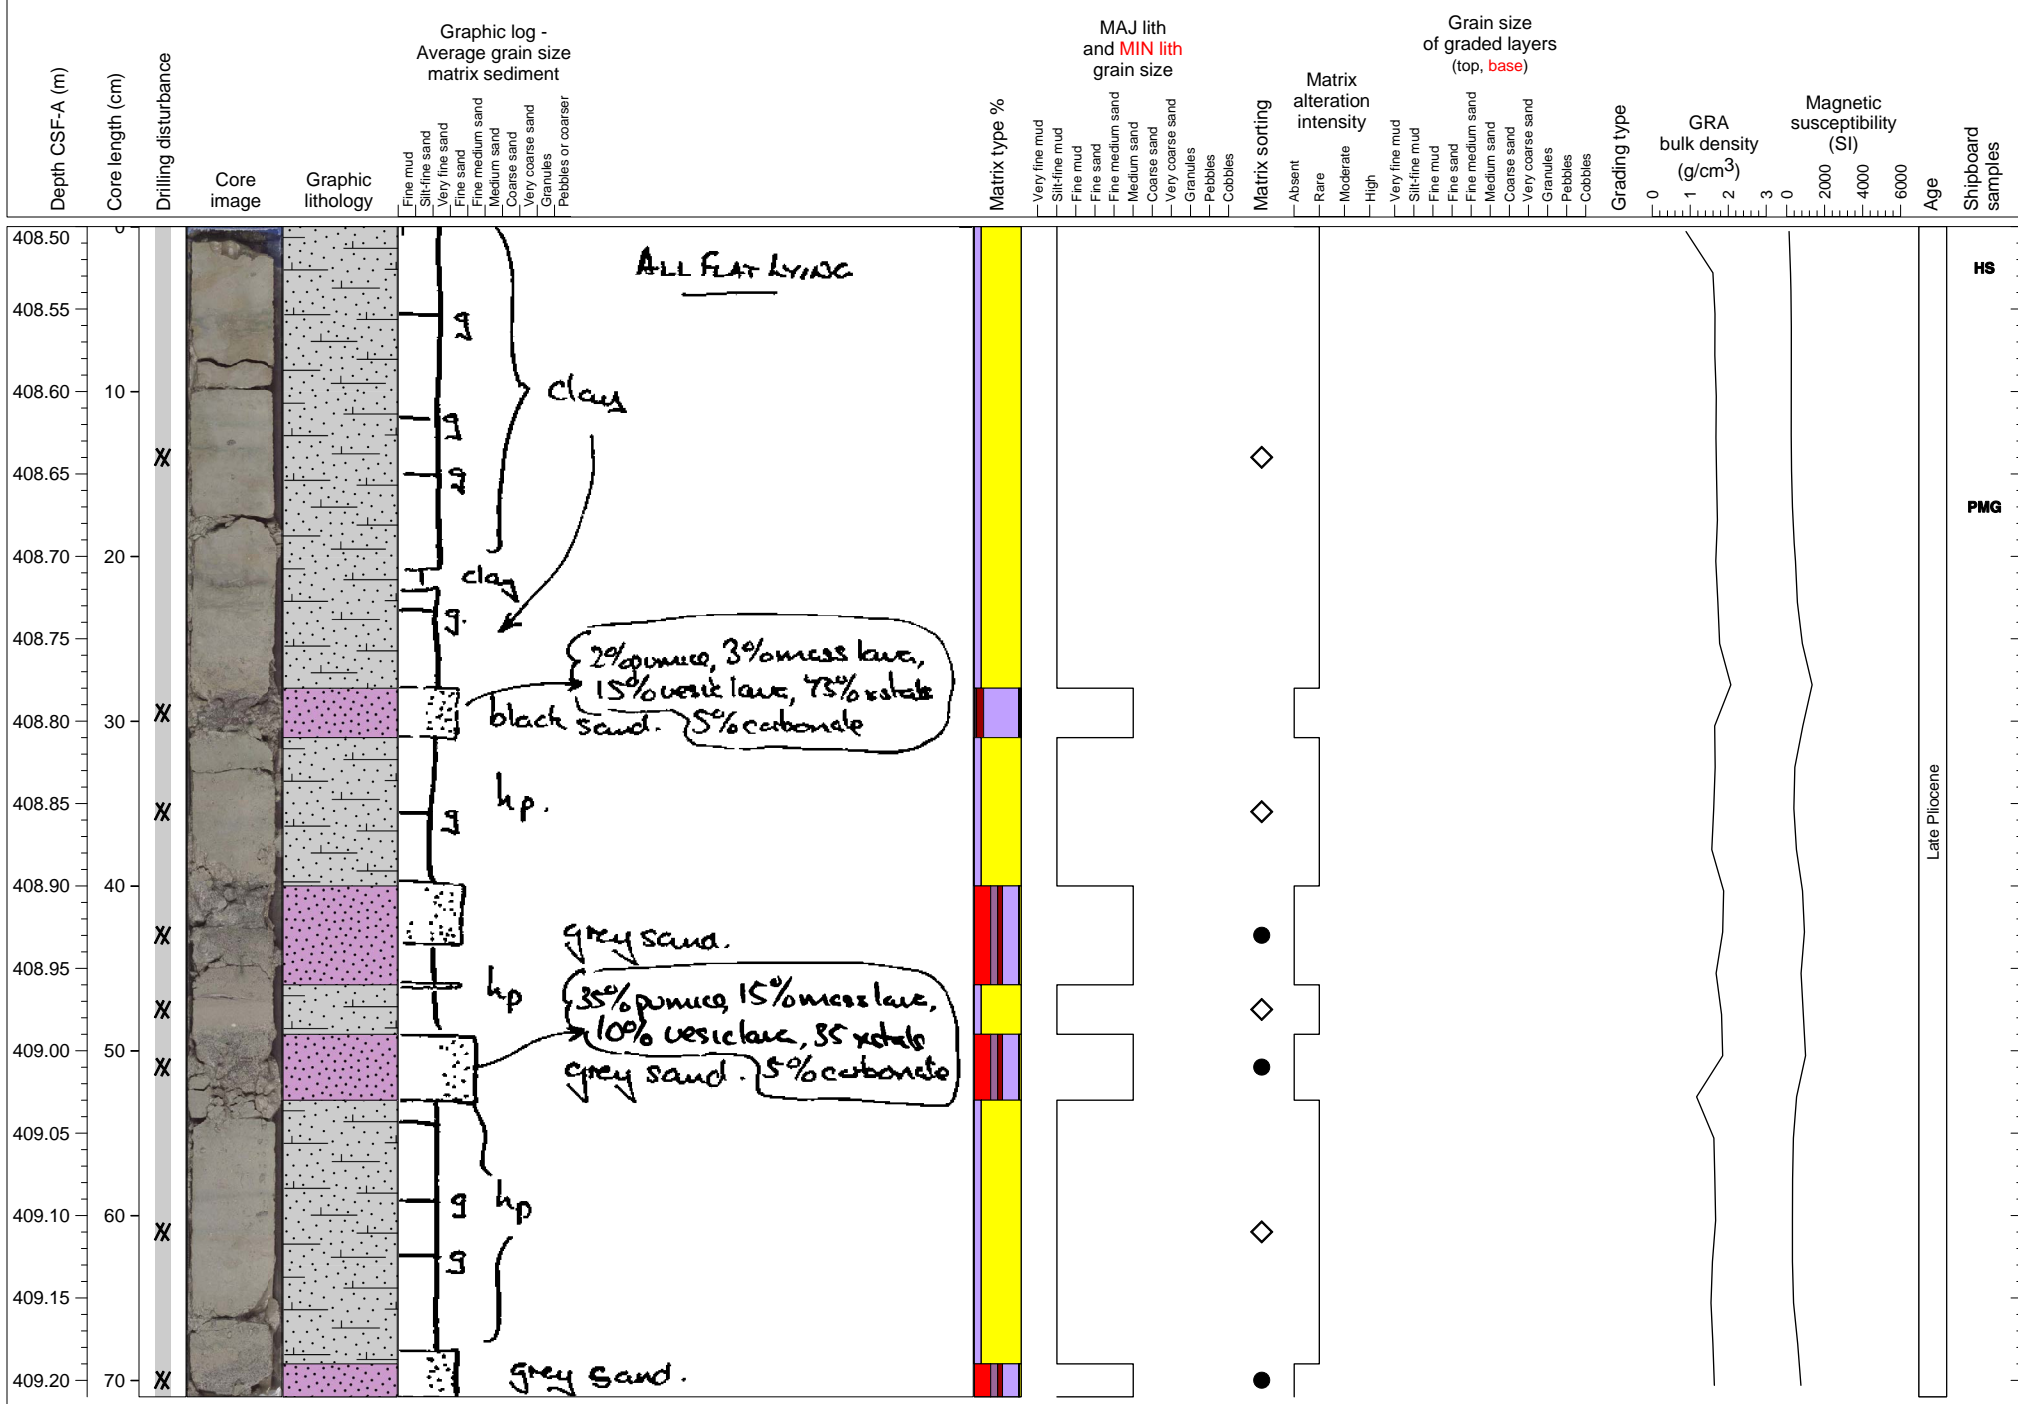 Depth CSF-A (m)
Core length (cm)
Drilling disturbance
Core
image
Graphic
lithology
Graphic log -
Average grain size
matrix sediment
Fine mud
Silt-fine sand
Very fine sand
Fine sand
Fine medium sand
Medium sand
Coarse sand
Very coarse sand
Granules
Pebbles or coarser
Matrix type %
MAJ lith
and MIN lith
grain size
Very fine mud
Silt-fine mud
Fine mud
Fine sand
Fine medium sand
Medium sand
Coarse sand
Very coarse sand
Granules
Pebbles
Cobbles
Matrix sorting
Matrix
alteration
intensity
Absent
Rare
Moderate
High
Grain size
of graded layers
(top, base)
Very fine mud
Silt-fine mud
Fine mud
Fine sand
Fine medium sand
Medium sand
Coarse sand
Very coarse sand
Granules
Pebbles
Cobbles
Grading type
GRA
bulk density
(g/cm3)
0 1 2 3
Magnetic
susceptibility
(SI)
0 2000 4000 6000
Age
Shipboard
samples
408.50
408.55
408.60
408.65
408.70
408.75
408.80
408.85
408.90
408.95
409.00
409.05
409.10
409.15
409.20
0
10
20
30
40
50
60
70
ALL FLAT LYING
g
clay
g
g
clay
g.
2% pumice, 3% mass lava,
15% vesic lava, 75% xstals
black sand. 5% carbonate
hp.
g
grey sand.
hp
35% pumice, 15% mass lava,
10% vesic lava, 35 xstals
grey sand. 5% carbonate
g
hp
g
grey sand.
Late Pliocene
HS
PMG